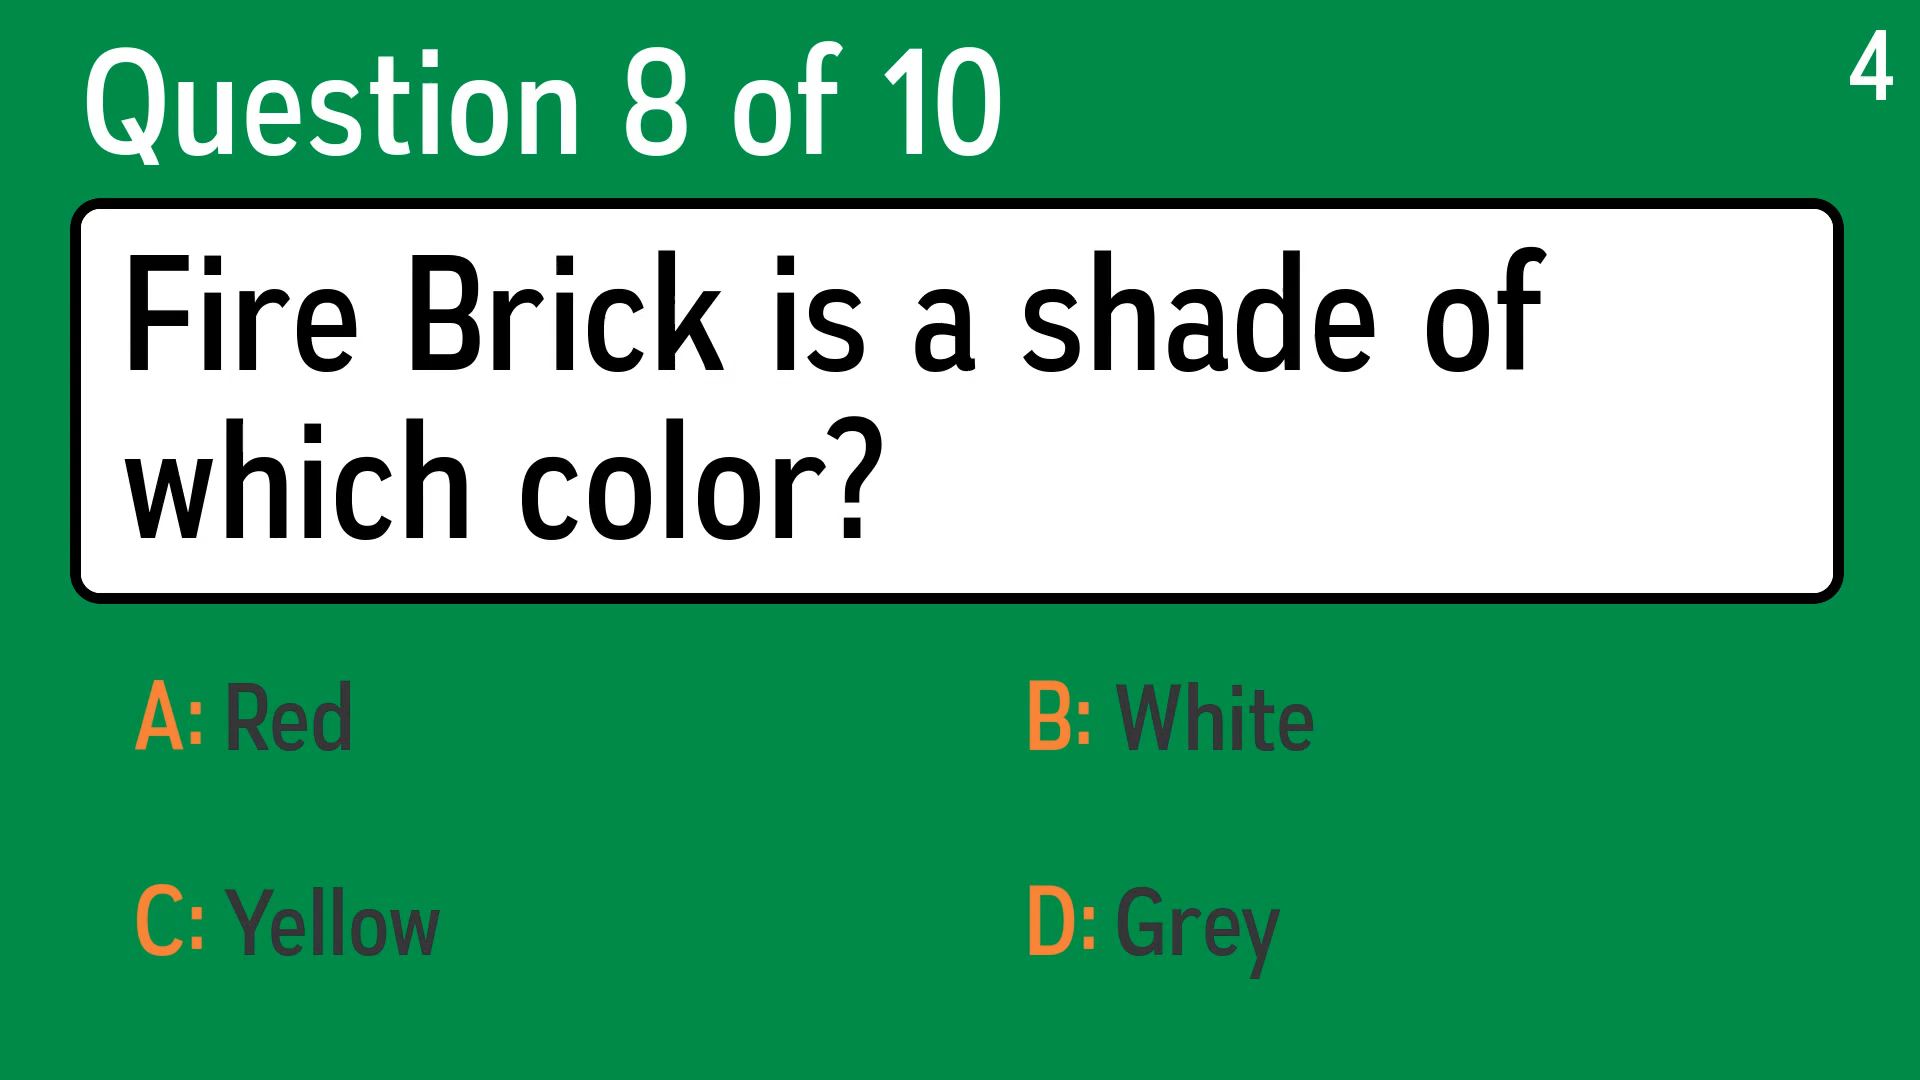 Question 8 of 10
4
Fire Brick is a shade of
which color?
A: Red
B: White
C: Yellow
D: Grey